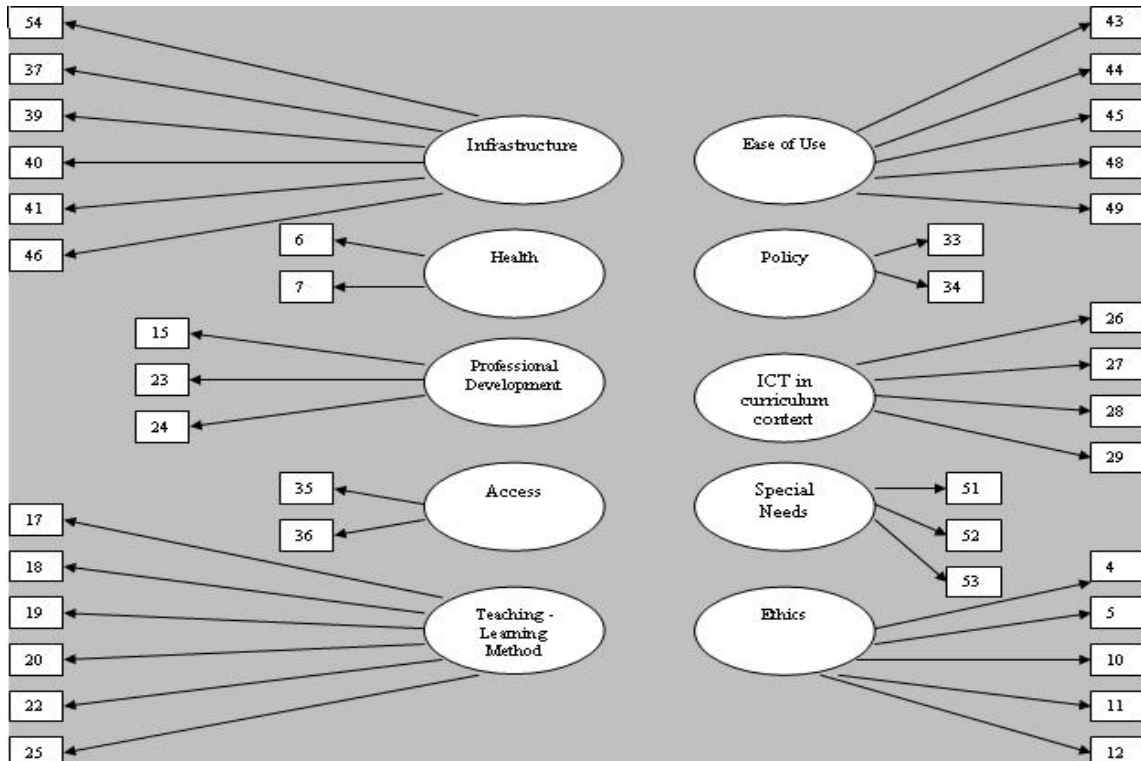 54
37
39
40
41
46
Infrastructure
6
7
Health
15
23
24
Professional
Development
35
36
Access
17
18
19
20
22
25
Teaching -
Learning
Method
Ease of Use
43
44
45
48
49
Policy
33
34
ICT in
curriculum
context
26
27
28
29
Special
Needs
51
52
53
Ethics
4
5
10
11
12